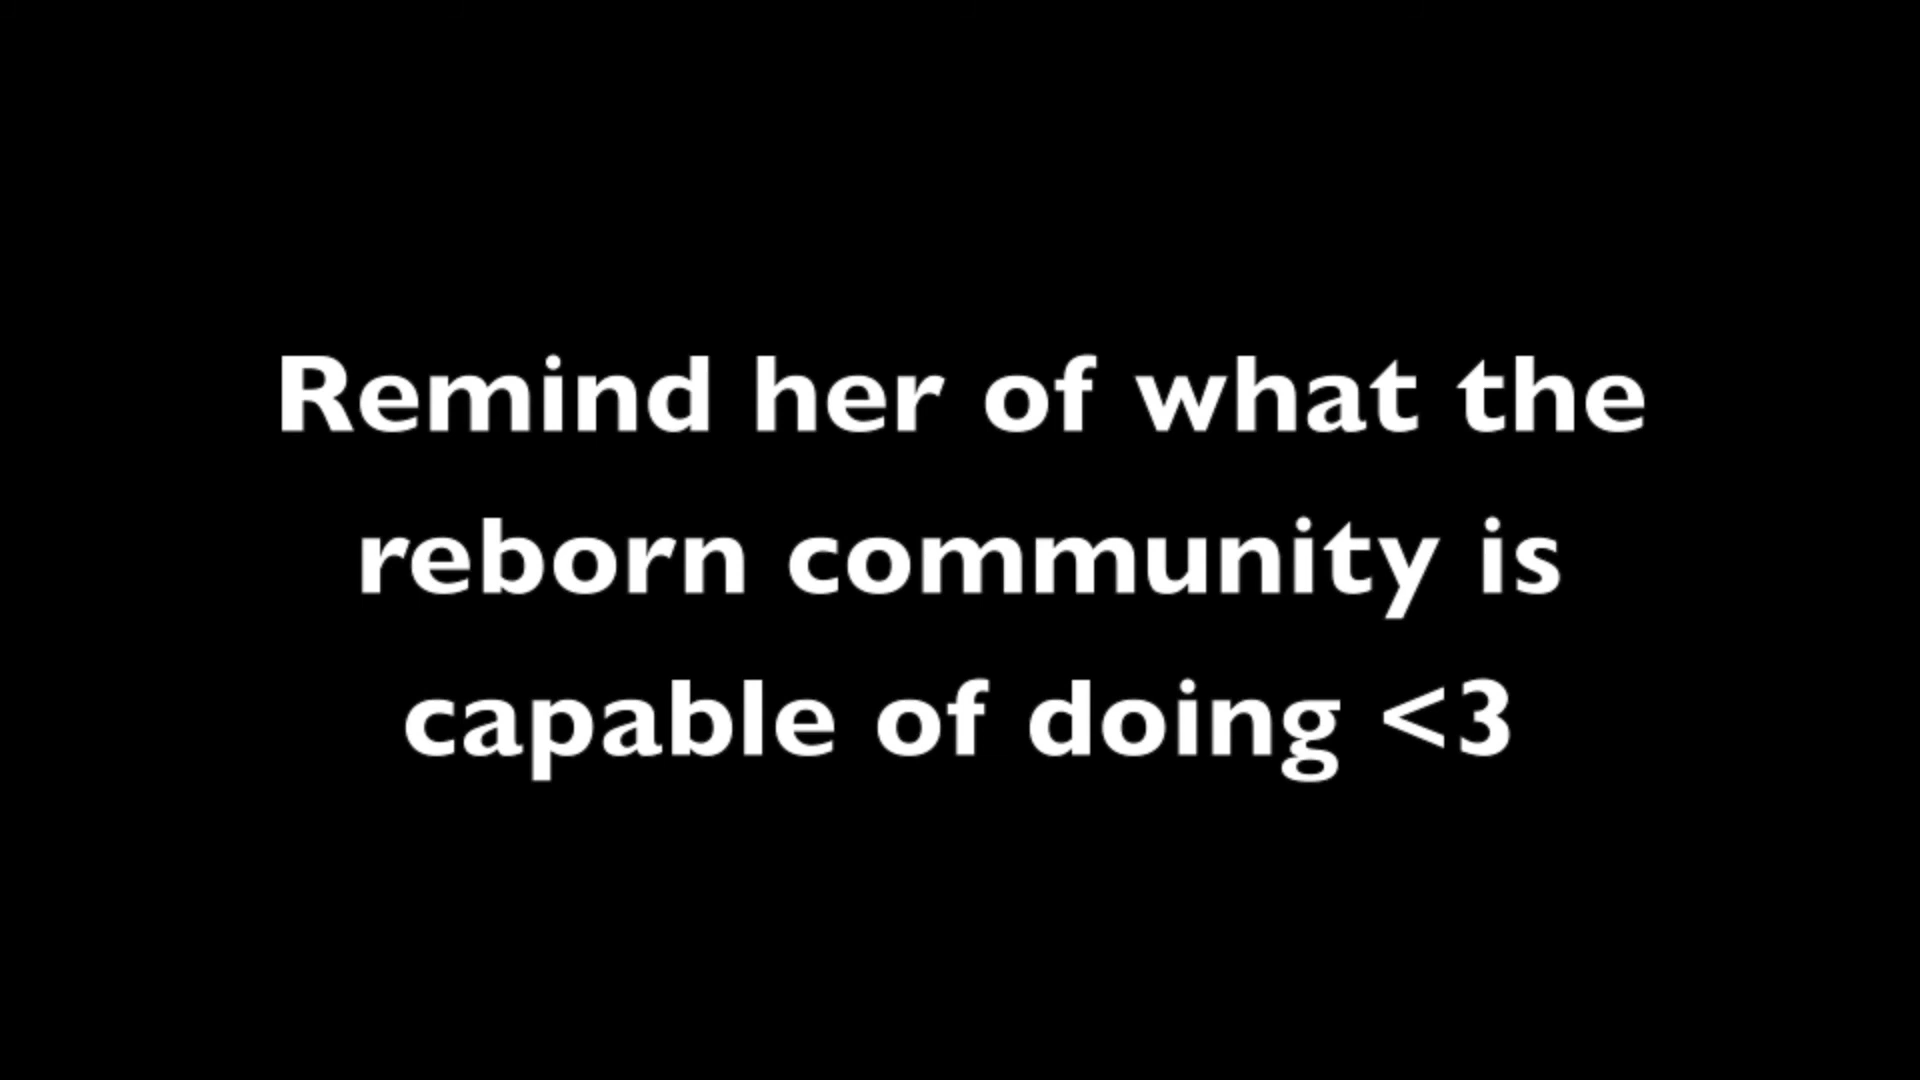 Remind her of what the
reborn community is
capable of doing <3